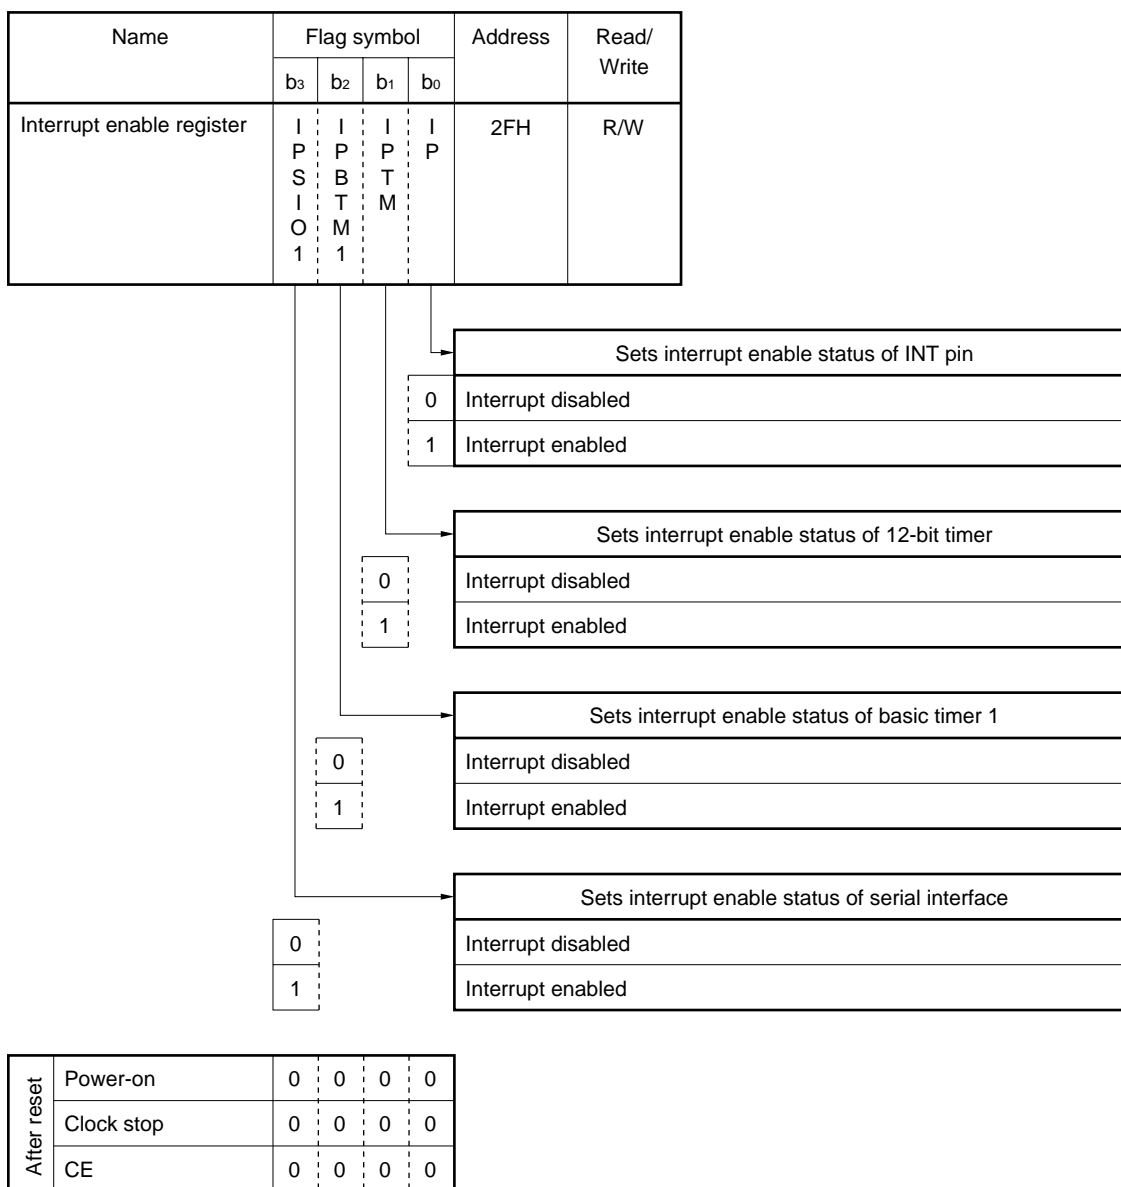 Name Flag symbol Address Read/
Write
b3 b2 b1 b0
Interrupt enable register IPSIO1 IPBTM1 IPTM IP 2FH R/W
Sets interrupt enable status of INT pin
0 Interrupt disabled
1 Interrupt enabled
Sets interrupt enable status of 12-bit timer
0 Interrupt disabled
1 Interrupt enabled
Sets interrupt enable status of basic timer 1
0 Interrupt disabled
1 Interrupt enabled
Sets interrupt enable status of serial interface
0 Interrupt disabled
1 Interrupt enabled
After reset
Power-on 0 0 0 0
Clock stop 0 0 0 0
CE 0 0 0 0